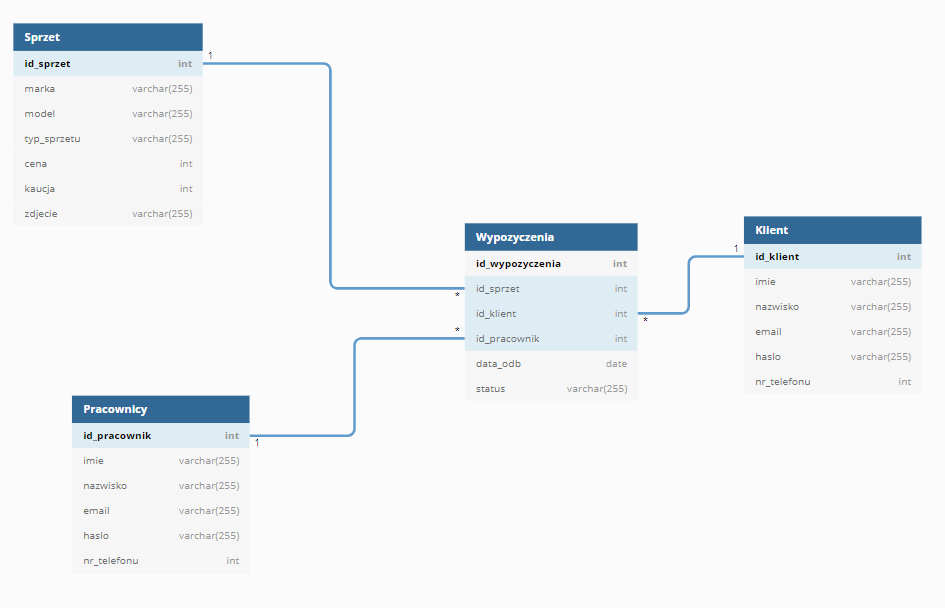 Sprzet
id_sprzet int
marka varchar(255)
model varchar(255)
typ_sprzetu varchar(255)
cena int
kaucja int
zdjecie varchar(255)
1
Wypozyczenia
id_wypozyczenia int
id_sprzet int
id_klient int
id_pracownik int
data_odb date
status varchar(255)
*
*
*
Klient
id_klient int
imie varchar(255)
nazwisko varchar(255)
email varchar(255)
haslo varchar(255)
nr_telefonu int
1
Pracownicy
id_pracownik int
imie varchar(255)
nazwisko varchar(255)
email varchar(255)
haslo varchar(255)
nr_telefonu int
1